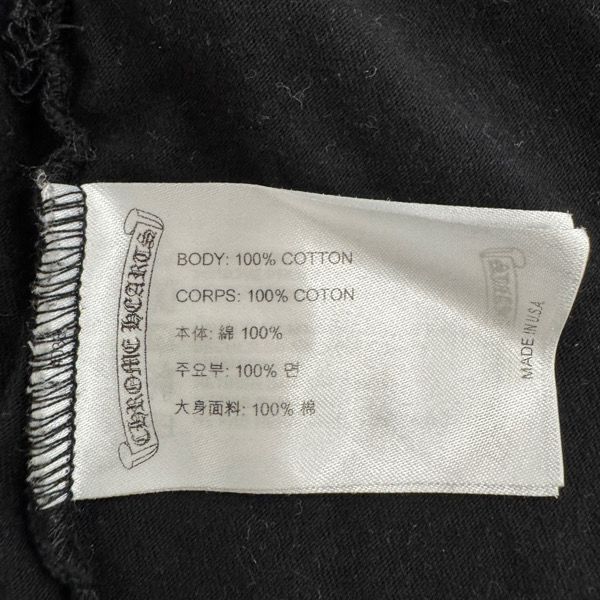 CHROME HEARTS
BODY: 100% COTTON
CORPS: 100% COTON
本体: 綿 100%
주요부: 100% 면
大身面料: 100% 棉
MADE IN USA